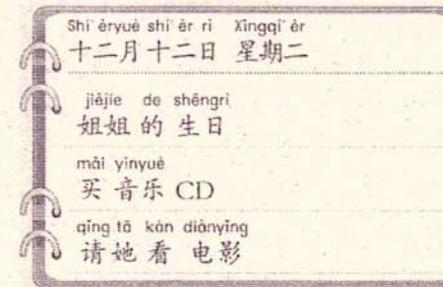 Shí'èryuè shí'èr rì Xīngqī'èr
十二月十二日 星期二
jiějie de shēngrì
姐姐 的 生日
mǎi yīnyuè
买 音乐 CD
qǐng tā kàn diànyǐng
请她 看 电影